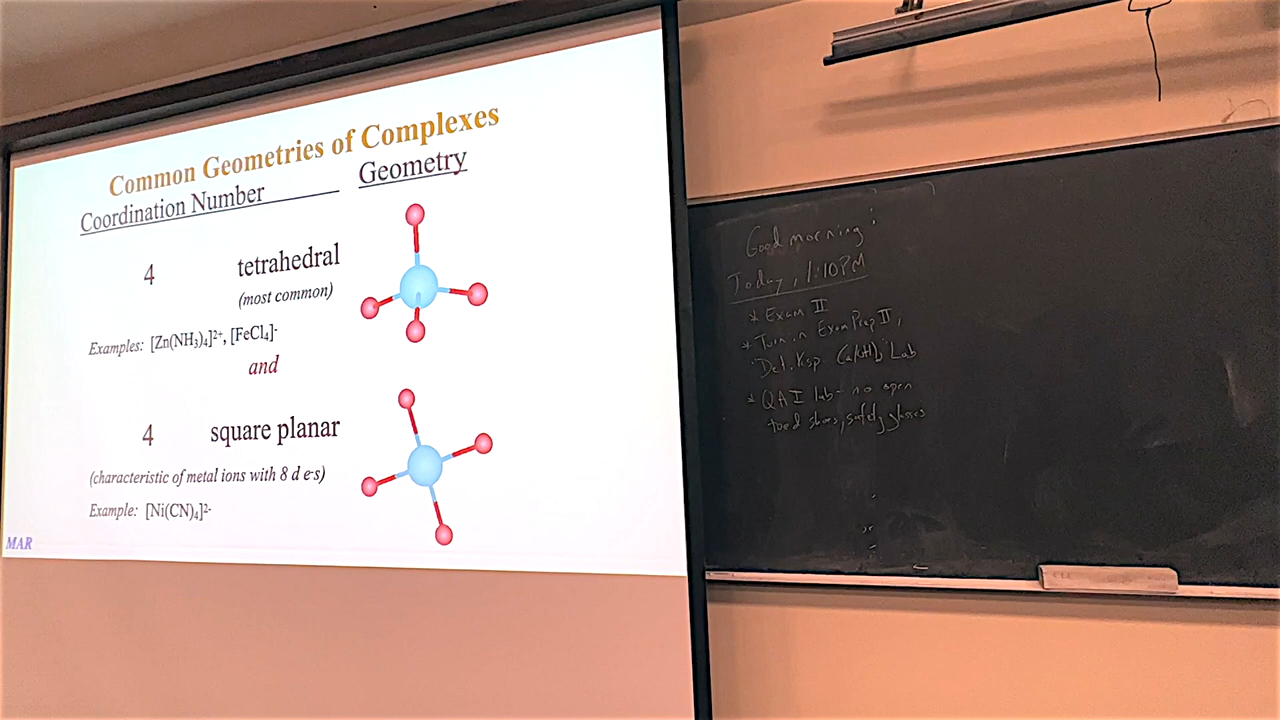 Common Geometries of Complexes
Coordination Number Geometry
4 tetrahedral
(most common)
Examples: [Zn(NH₃)₄]²⁺, [FeCl₄]⁻
and
4 square planar
(characteristic of metal ions with 8 d e⁻s)
Example: [Ni(CN)₄]²⁻
MAR
Good morning!
Today, 1:10PM
* Exam II
* Turn in Exam Prep II,
"Det. Ksp Ca(OH)₂" Lab
* QA I lab - no open
toed shoes, safety glasses